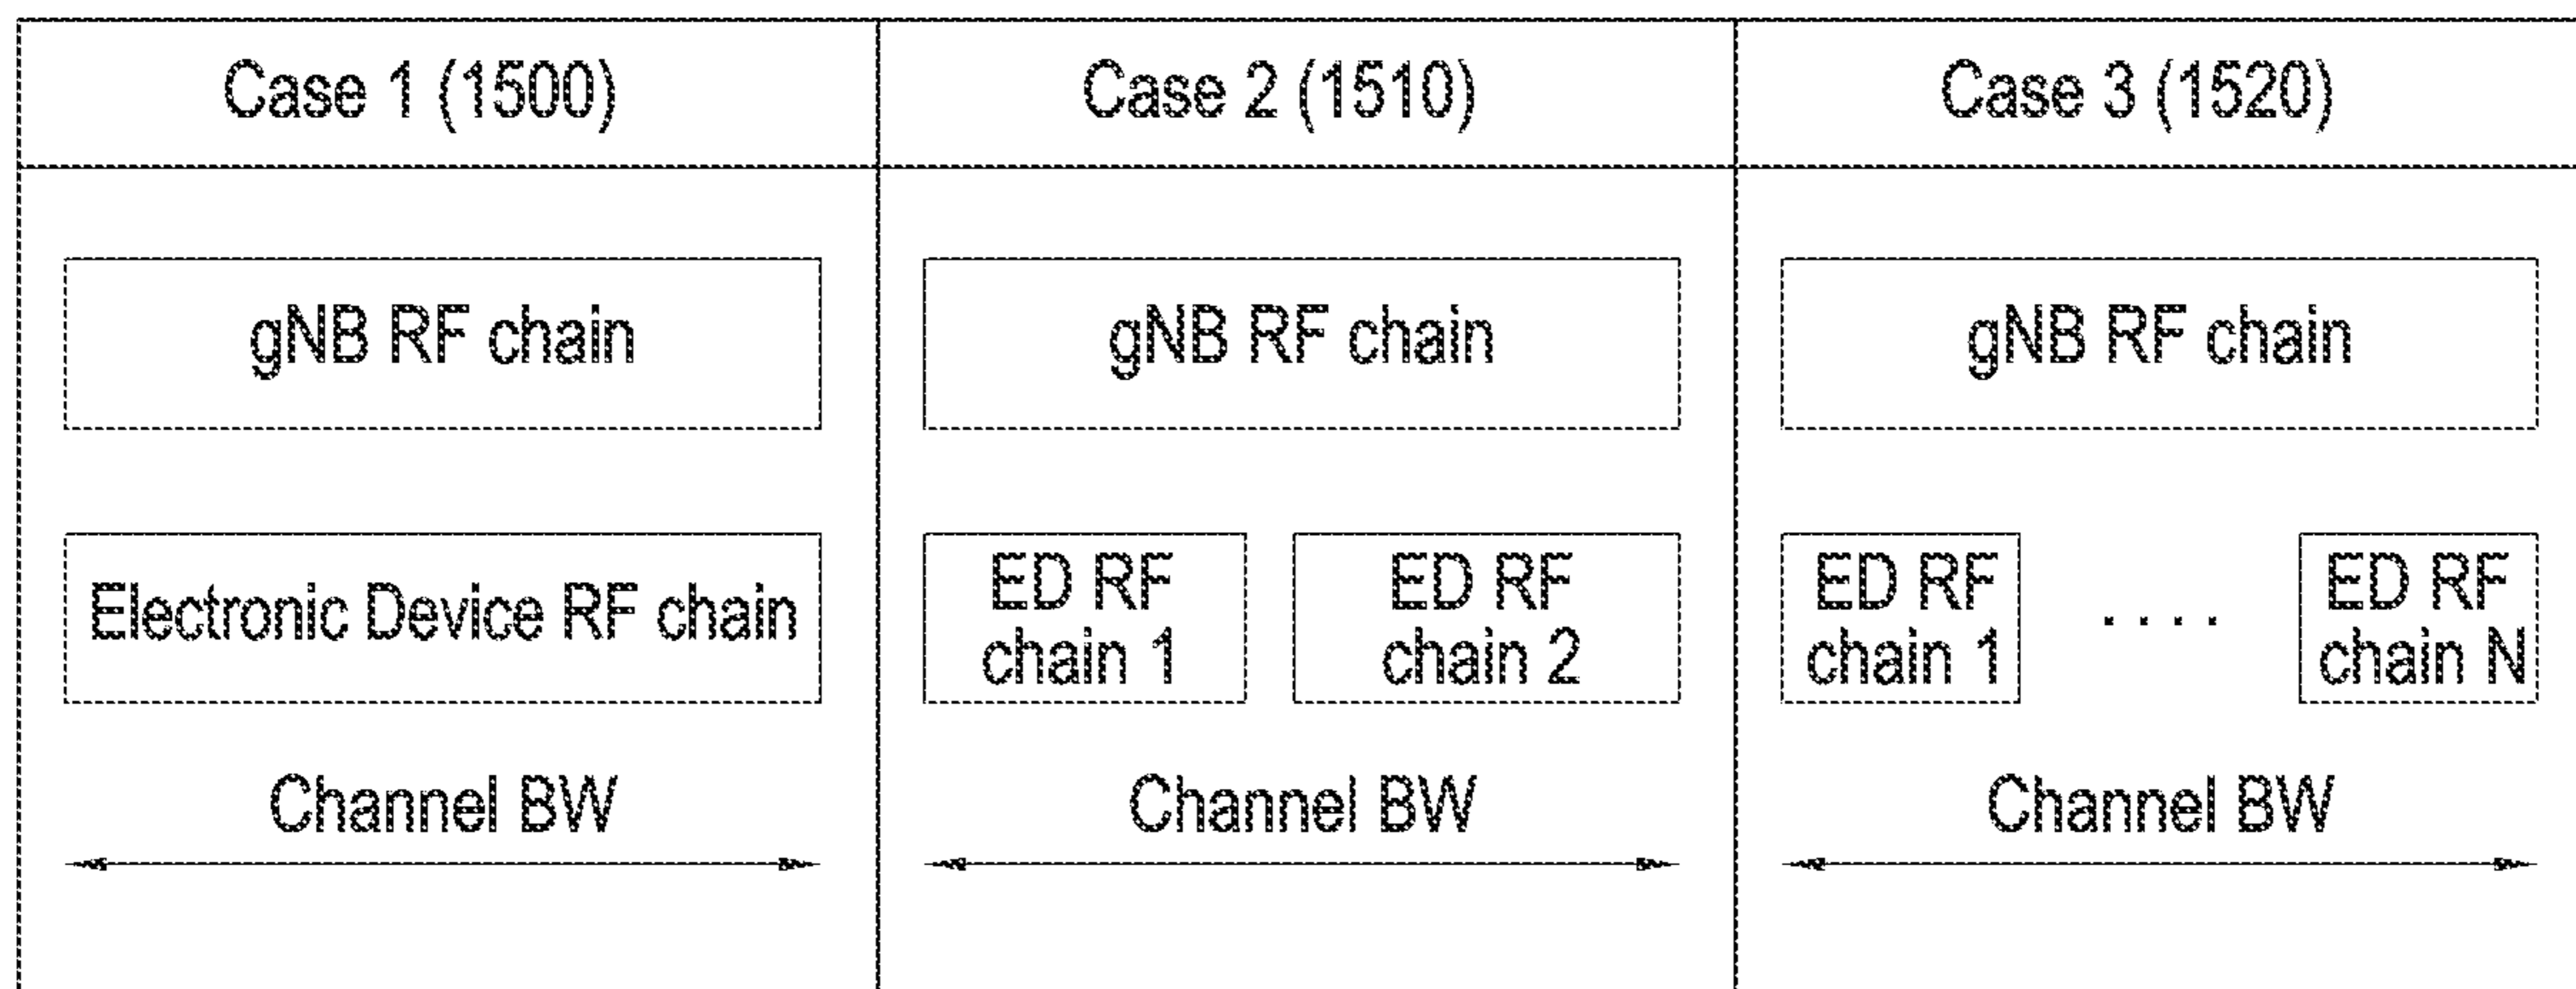 Case 1 (1500)
Case 2 (1510)
Case 3 (1520)
gNB RF chain
gNB RF chain
gNB RF chain
Electronic Device RF chain
ED RF
chain 1
ED RF
chain 2
ED RF
chain 1
. . . .
ED RF
chain N
Channel BW
Channel BW
Channel BW